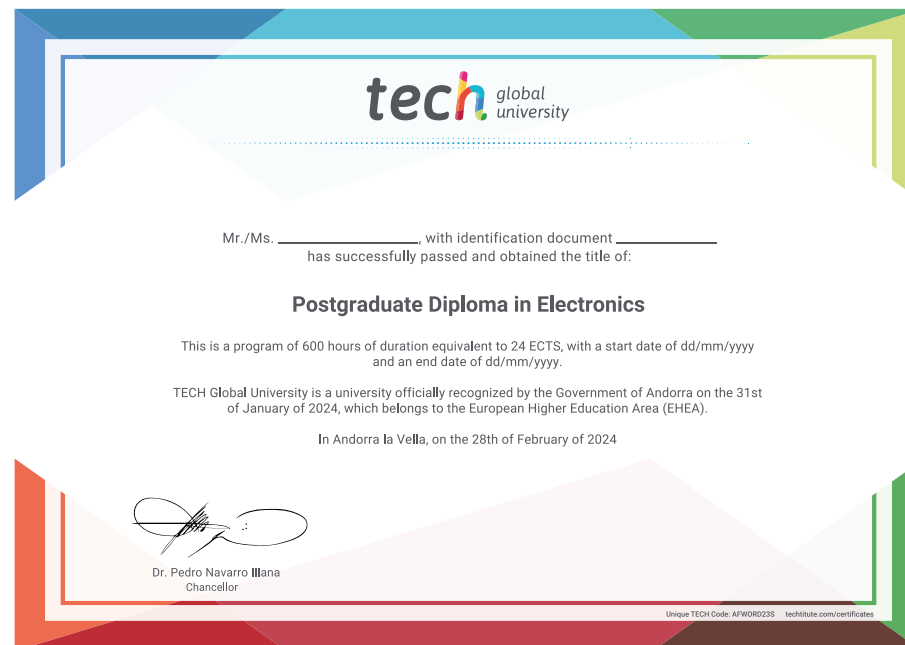 tech global
university
Mr./Ms. ____________, with identification document ____________
has successfully passed and obtained the title of:
Postgraduate Diploma in Electronics
This is a program of 600 hours of duration equivalent to 24 ECTS, with a start date of dd/mm/yyyy
and an end date of dd/mm/yyyy.
TECH Global University is a university officially recognized by the Government of Andorra on the 31st
of January of 2024, which belongs to the European Higher Education Area (EHEA).
In Andorra la Vella, on the 28th of February of 2024
Dr. Pedro Navarro Illana
Chancellor
Unique TECH Code: AFWORD23S techtitute.com/certificates